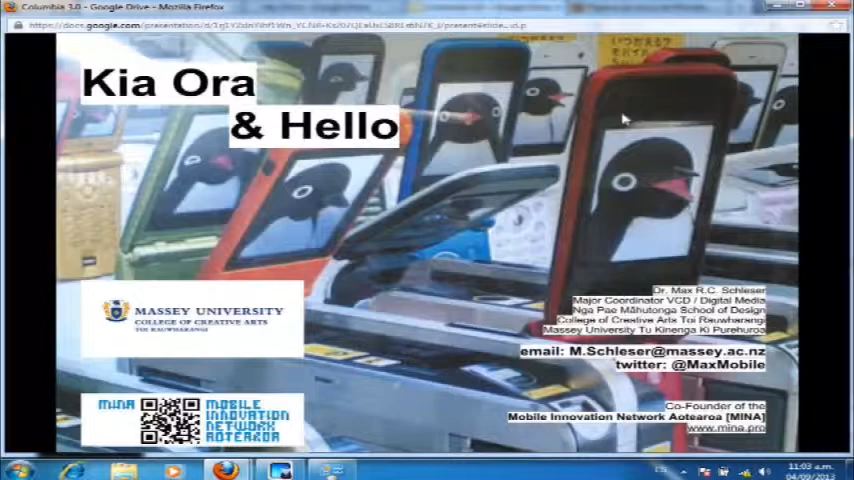 Columbia 3.0 - Google Drive - Mozilla Firefox
Kia Ora
& Hello
MASSEY UNIVERSITY
COLLEGE OF CREATIVE ARTS
TOI RAUWHARANGI
Dr. Max R.C. Schleser
Major Coordinator VCD / Digital Media
Nga Pae Māhutonga School of Design
College of Creative Arts Toi Rauwharangi
Massey University Tu Kinenga Ki Purehuroa
email: M.Schleser@massey.ac.nz
twitter: @MaxMobile
MINA
MOBILE
INNOVATION
NETWORK
AOTEAROA
Co-Founder of the
Mobile Innovation Network Aotearoa [MINA]
www.mina.pro
11:03 a.m.
04/09/2013